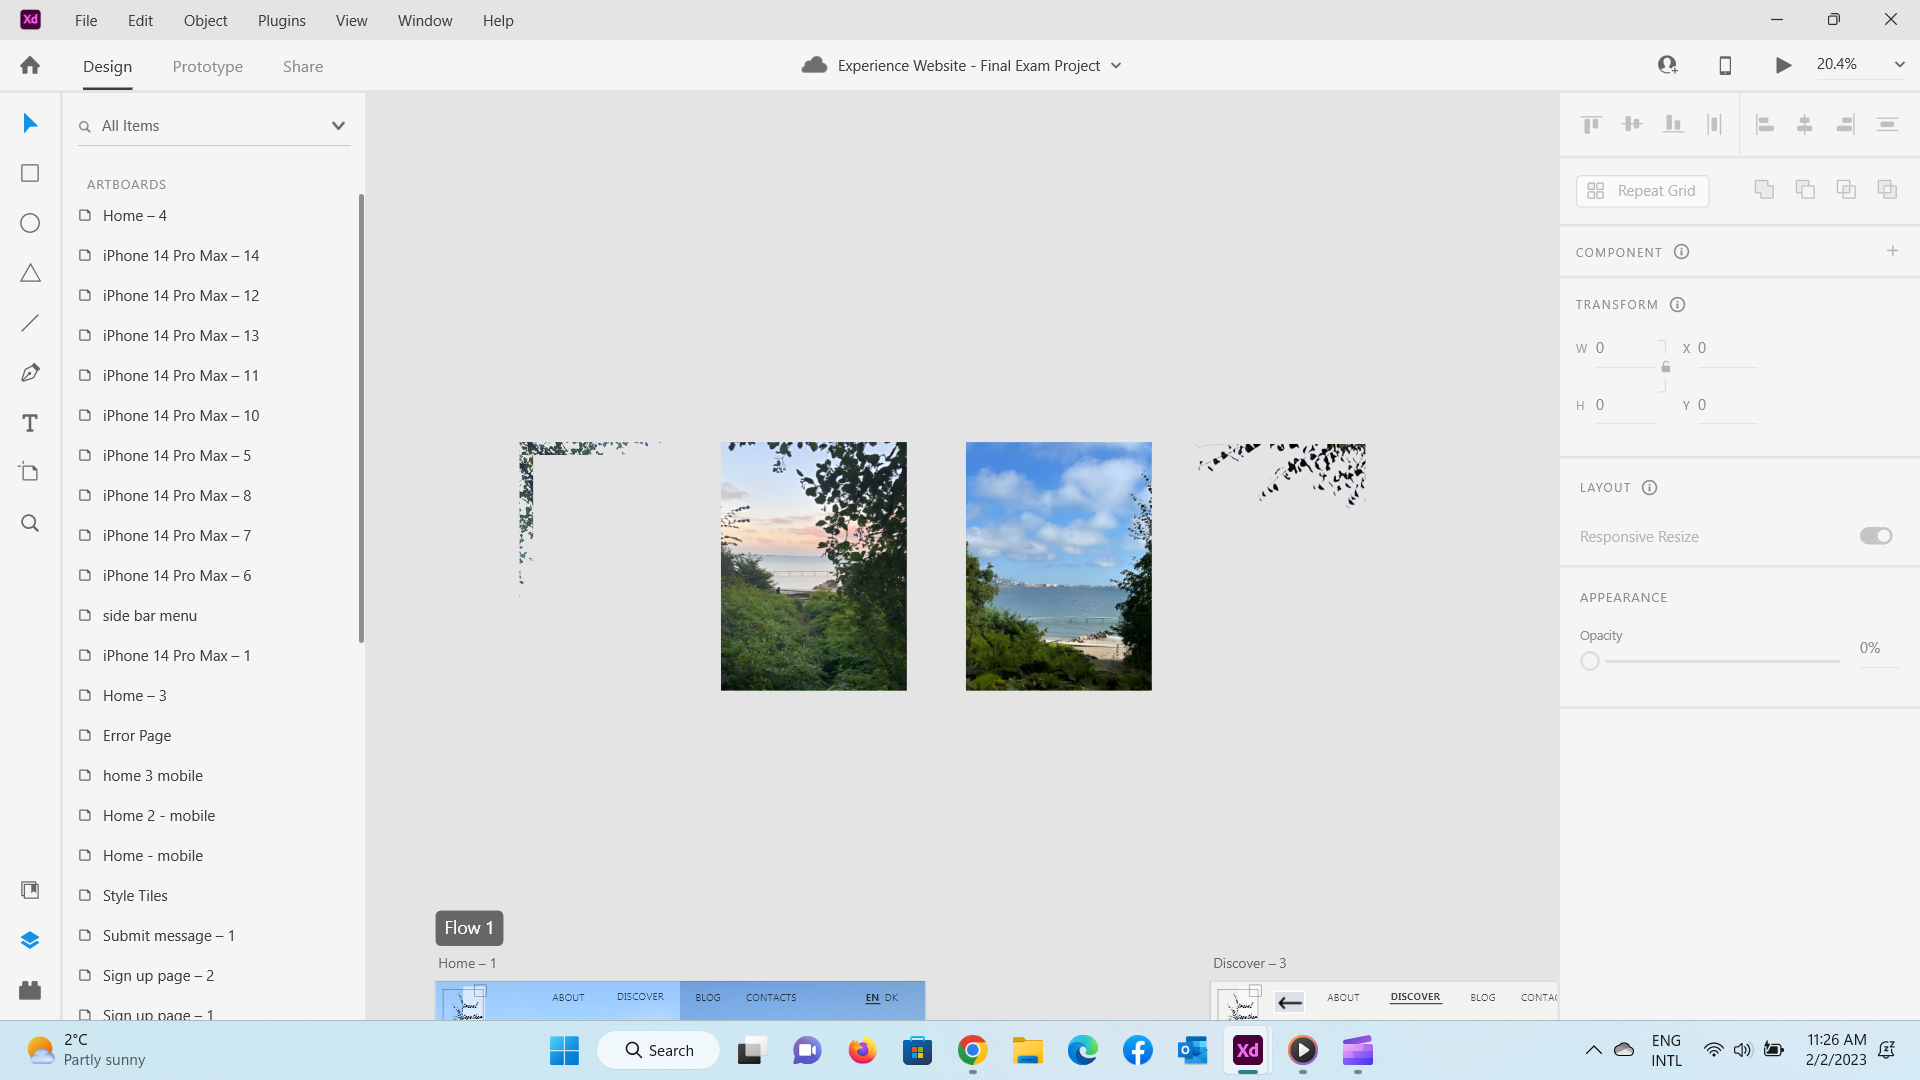 Xd File Edit Object Plugins View Window Help
Design Prototype Share
Experience Website - Final Exam Project
20.4%
All Items
ARTBOARDS
Home – 4
iPhone 14 Pro Max – 14
iPhone 14 Pro Max – 12
iPhone 14 Pro Max – 13
iPhone 14 Pro Max – 11
iPhone 14 Pro Max – 10
iPhone 14 Pro Max – 5
iPhone 14 Pro Max – 8
iPhone 14 Pro Max – 7
iPhone 14 Pro Max – 6
side bar menu
iPhone 14 Pro Max – 1
Home – 3
Error Page
home 3 mobile
Home 2 - mobile
Home - mobile
Style Tiles
Submit message – 1
Sign up page – 2
Sign up page – 1
Flow 1
Home – 1
ABOUT DISCOVER BLOG CONTACTS EN DK
Discover – 3
ABOUT DISCOVER BLOG CONTAC
Repeat Grid
COMPONENT
TRANSFORM
W 0 X 0
H 0 Y 0
LAYOUT
Responsive Resize
APPEARANCE
Opacity
0%
2°C
Partly sunny
Search
Xd
ENG
INTL
11:26 AM
2/2/2023